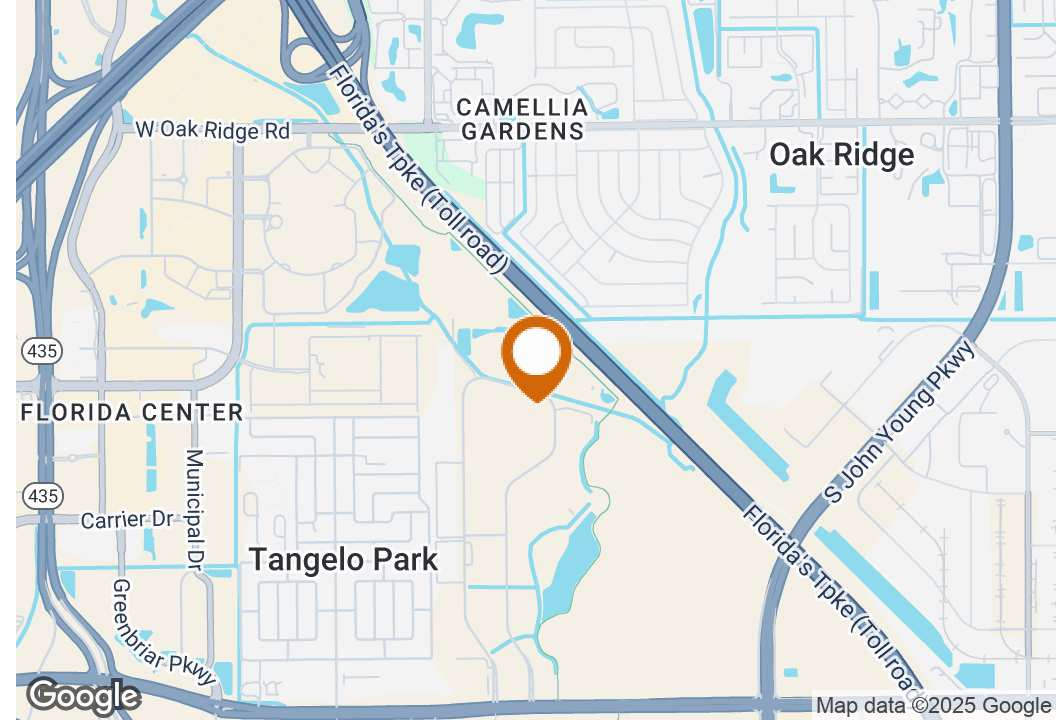 CAMELLIA
GARDENS
W Oak Ridge Rd
Florida's Tpke (Toll road)
Oak Ridge
435
FLORIDA CENTER
S John Young Pkwy
435
Municipal Dr
Carrier Dr
Florida's Tpke (Toll road)
Tangelo Park
Greenbriar Pkwy
Google
Map data ©2025 Google